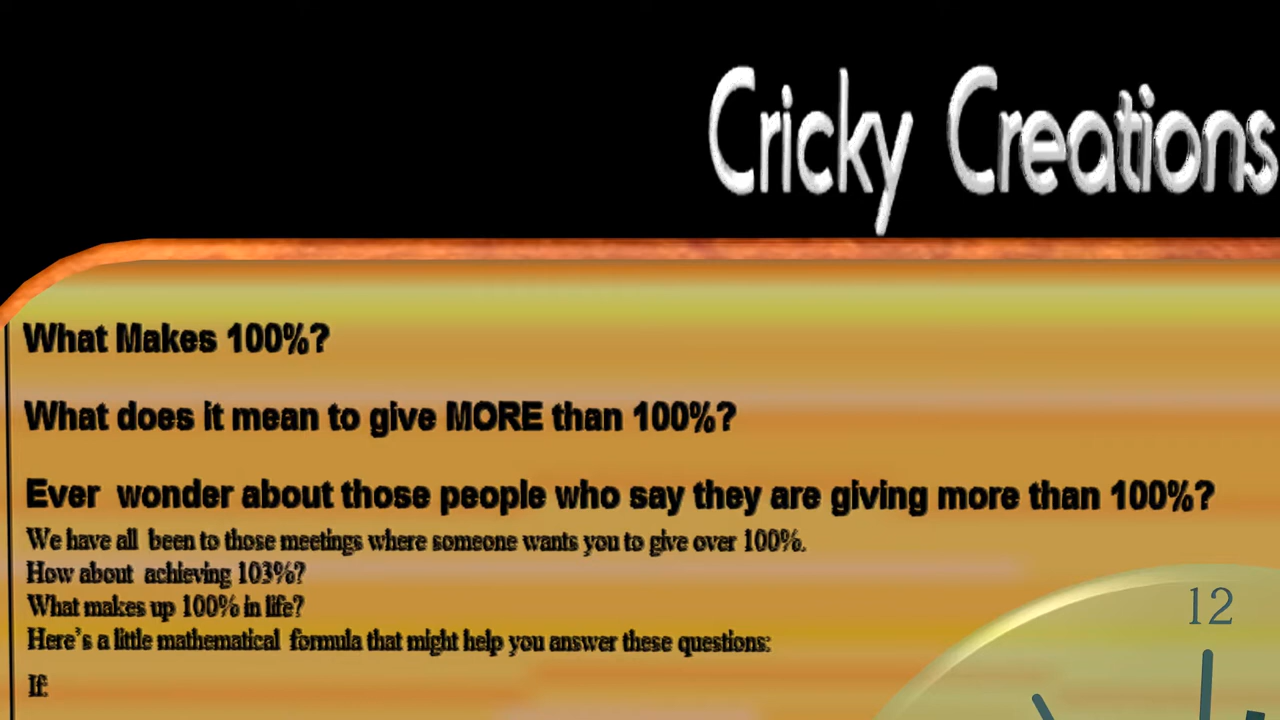 Cricky Creations
What Makes 100%?
What does it mean to give MORE than 100%?
Ever wonder about those people who say they are giving more than 100%?
We have all been to those meetings where someone wants you to give over 100%.
How about achieving 103%?
What makes up 100% in life?
Here's a little mathematical formula that might help you answer these questions:
12
If: